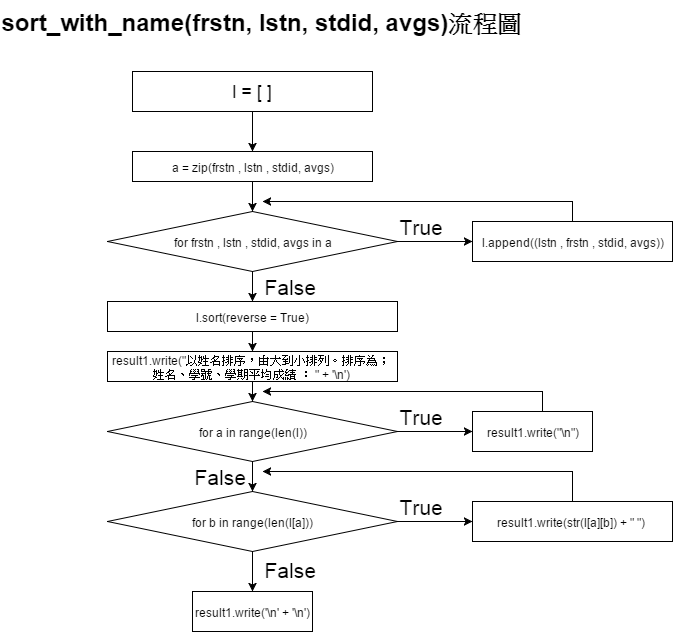 sort_with_name(frstn, lstn, stdid, avgs)流程圖
l = [ ]
a = zip(frstn , lstn , stdid, avgs)
for frstn , lstn , stdid, avgs in a
True
l.append((lstn , frstn , stdid, avgs))
False
l.sort(reverse = True)
result1.write("以姓名排序，由大到小排列。排序為；
姓名、學號、學期平均成績 ： " + '\n')
for a in range(len(l))
True
result1.write("\n")
False
for b in range(len(l[a]))
True
result1.write(str(l[a][b]) + " ")
False
result1.write('\n' + '\n')